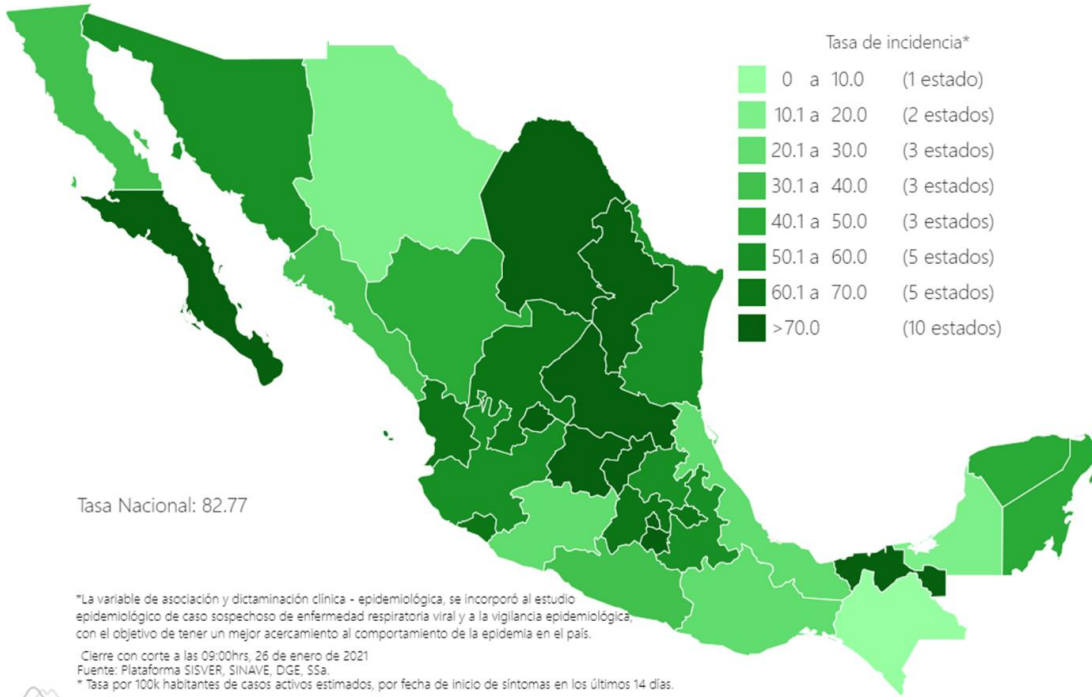 Tasa de incidencia*
0 a 10.0 (1 estado)
10.1 a 20.0 (2 estados)
20.1 a 30.0 (3 estados)
30.1 a 40.0 (3 estados)
40.1 a 50.0 (3 estados)
50.1 a 60.0 (5 estados)
60.1 a 70.0 (5 estados)
>70.0 (10 estados)
Tasa Nacional: 82.77
*La variable de asociación y dictaminación clínica - epidemiológica, se incorporó al estudio
epidemiológico de caso sospechoso de enfermedad respiratoria viral y a la vigilancia epidemiológica,
con el objetivo de tener un mejor acercamiento al comportamiento de la epidemia en el país.
Cierre con corte a las 09:00hrs, 26 de enero de 2021
Fuente: Plataforma SISVER, SINAVE, DGE, SSa.
* Tasa por 100k habitantes de casos activos estimados, por fecha de inicio de síntomas en los últimos 14 días.